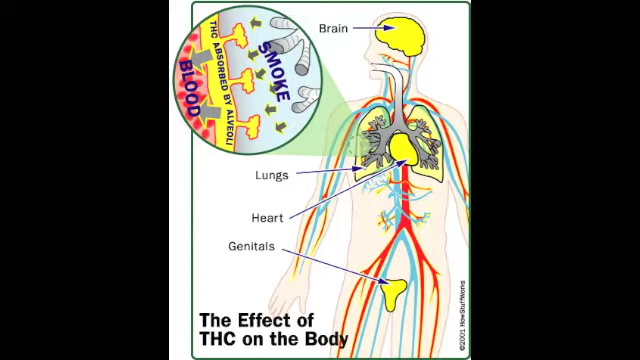 Brain
SMOKE
THC ABSORBED BY ALVEOLI
BLOOD
Lungs
Heart
Genitals
The Effect of
THC on the Body
©2001 HowStuffWorks